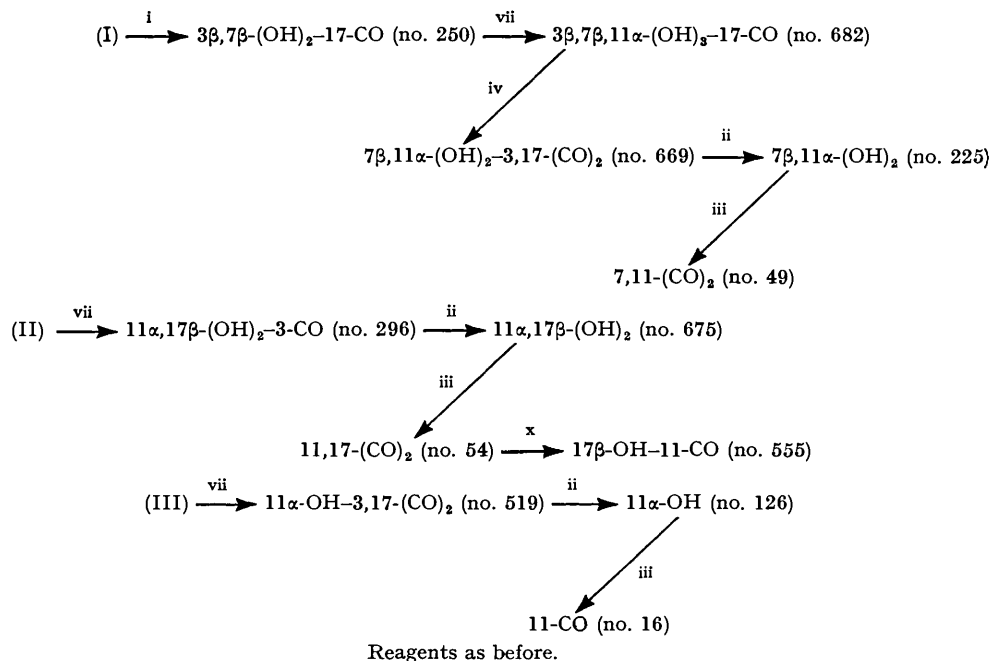 (I) i 3β,7β-(OH)₂–17-CO (no. 250) vii 3β,7β,11α-(OH)₃–17-CO (no. 682)
iv
7β,11α-(OH)₂–3,17-(CO)₂ (no. 669) ii 7β,11α-(OH)₂ (no. 225)
iii
7,11-(CO)₂ (no. 49)
(II) vii 11α,17β-(OH)₂–3-CO (no. 296) ii 11α,17β-(OH)₂ (no. 675)
iii
11,17-(CO)₂ (no. 54) x 17β-OH–11-CO (no. 555)
(III) vii 11α-OH–3,17-(CO)₂ (no. 519) ii 11α-OH (no. 126)
iii
11-CO (no. 16)
Reagents as before.